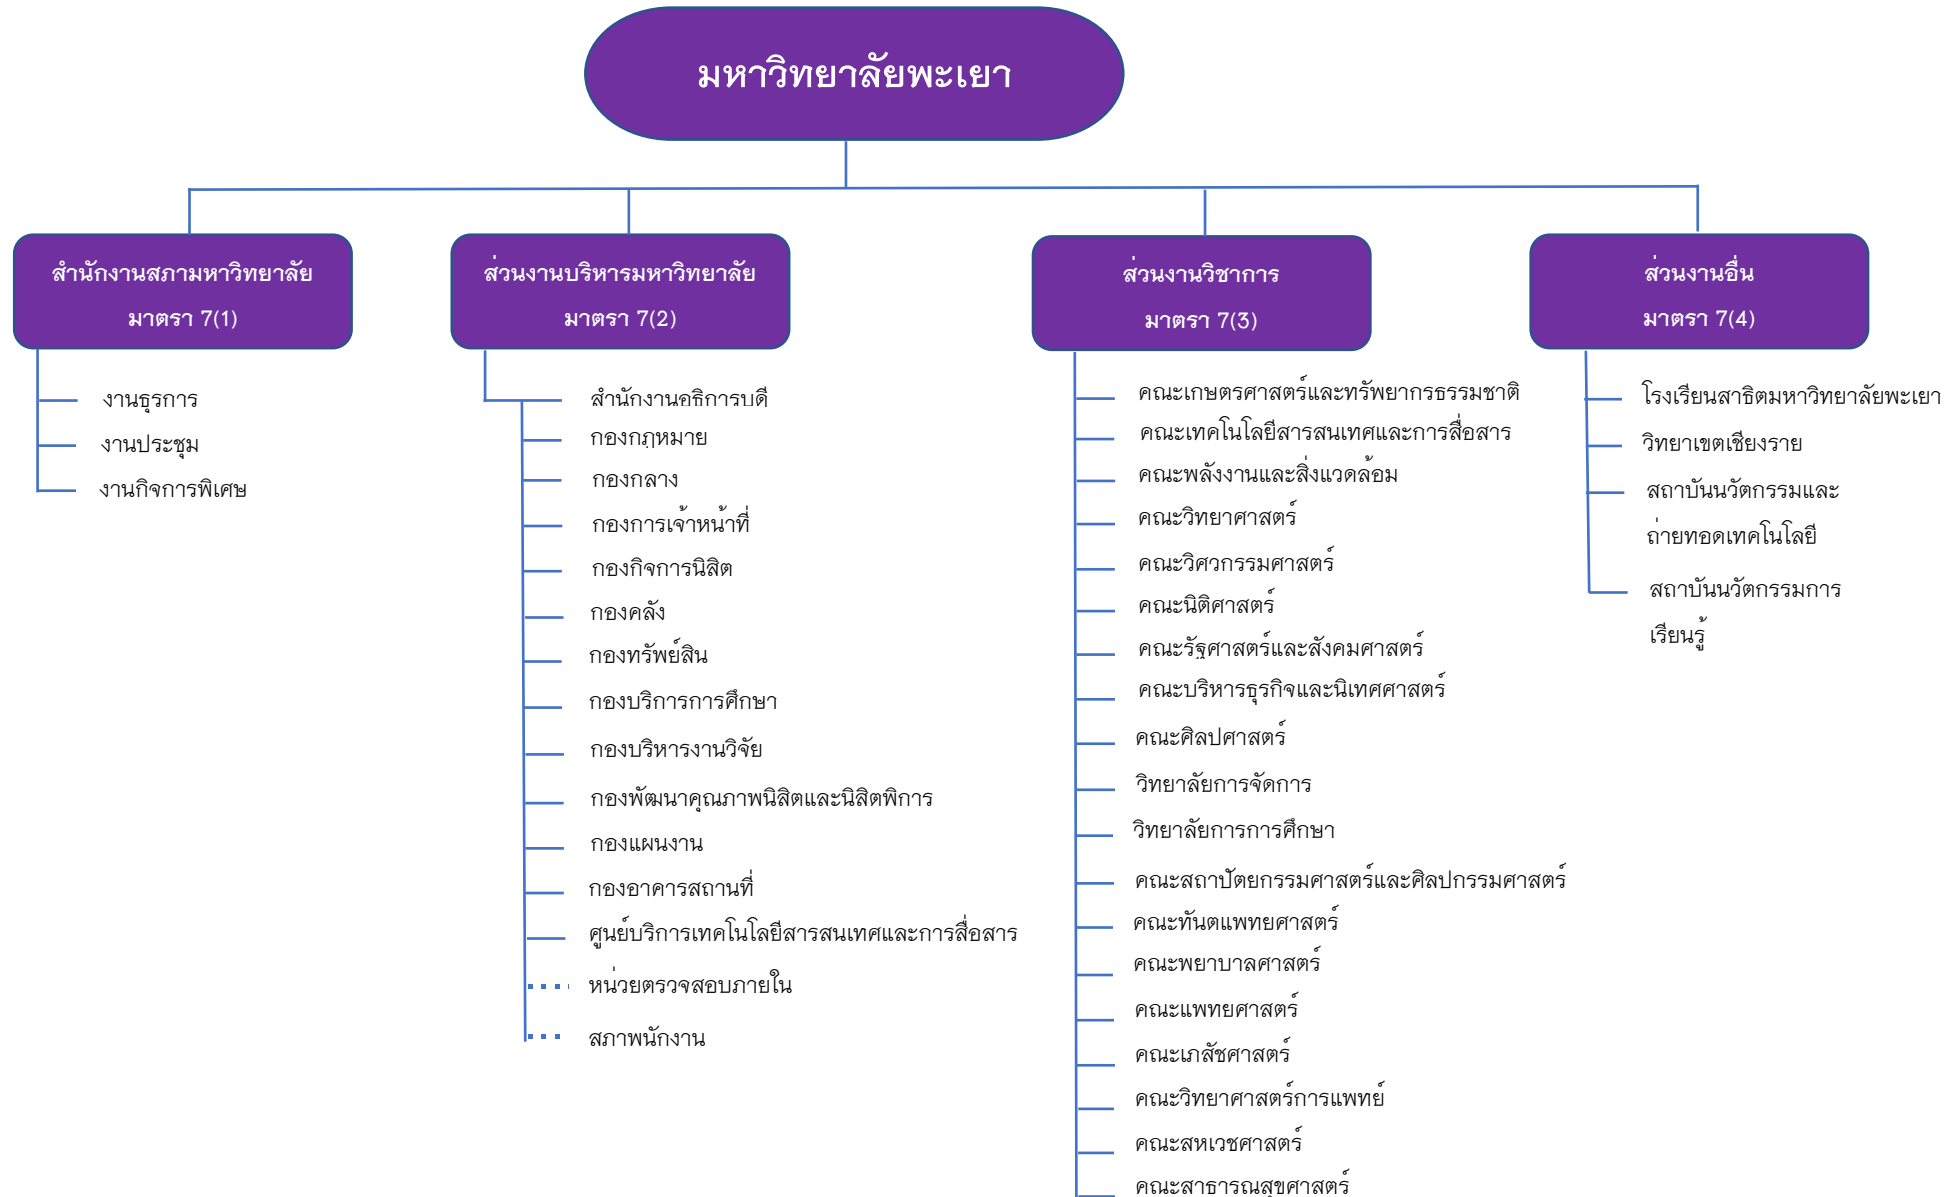 มหาวิทยาลัยพะเยา
สำนักงานสภามหาวิทยาลัย
มาตรา 7(1)
งานธุรการ
งานประชุม
งานกิจการพิเศษ
ส่วนงานบริหารมหาวิทยาลัย
มาตรา 7(2)
สำนักงานอธิการบดี
กองกฎหมาย
กองกลาง
กองการเจ้าหน้าที่
กองกิจการนิสิต
กองคลัง
กองทรัพย์สิน
กองบริการการศึกษา
กองบริหารงานวิจัย
กองพัฒนาคุณภาพนิสิตและนิสิตพิการ
กองแผนงาน
กองอาคารสถานที่
ศูนย์บริการเทคโนโลยีสารสนเทศและการสื่อสาร
หน่วยตรวจสอบภายใน
สภาพนักงาน
ส่วนงานวิชาการ
มาตรา 7(3)
คณะเกษตรศาสตร์และทรัพยากรธรรมชาติ
คณะเทคโนโลยีสารสนเทศและการสื่อสาร
คณะพลังงานและสิ่งแวดล้อม
คณะวิทยาศาสตร์
คณะวิศวกรรมศาสตร์
คณะนิติศาสตร์
คณะรัฐศาสตร์และสังคมศาสตร์
คณะบริหารธุรกิจและนิเทศศาสตร์
คณะศิลปศาสตร์
วิทยาลัยการจัดการ
วิทยาลัยการการศึกษา
คณะสถาปัตยกรรมศาสตร์และศิลปกรรมศาสตร์
คณะทันตแพทยศาสตร์
คณะพยาบาลศาสตร์
คณะแพทยศาสตร์
คณะเภสัชศาสตร์
คณะวิทยาศาสตร์การแพทย์
คณะสหเวชศาสตร์
คณะสาธารณสุขศาสตร์
ส่วนงานอื่น
มาตรา 7(4)
โรงเรียนสาธิตมหาวิทยาลัยพะเยา
วิทยาเขตเชียงราย
สถาบันนวัตกรรมและ
ถ่ายทอดเทคโนโลยี
สถาบันนวัตกรรมการ
เรียนรู้